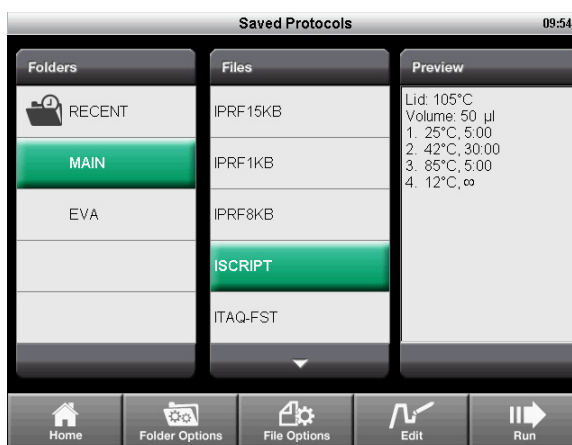 Saved Protocols
09:54
Folders
RECENT
MAIN
EVA
Files
IPRF15KB
IPRF1KB
IPRF8KB
ISCRIPT
ITAQ-FST
Preview
Lid: 105°C
Volume: 50 µl
1. 25°C, 5:00
2. 42°C, 30:00
3. 85°C, 5:00
4. 12°C, ∞
Home
Folder Options
File Options
Edit
Run